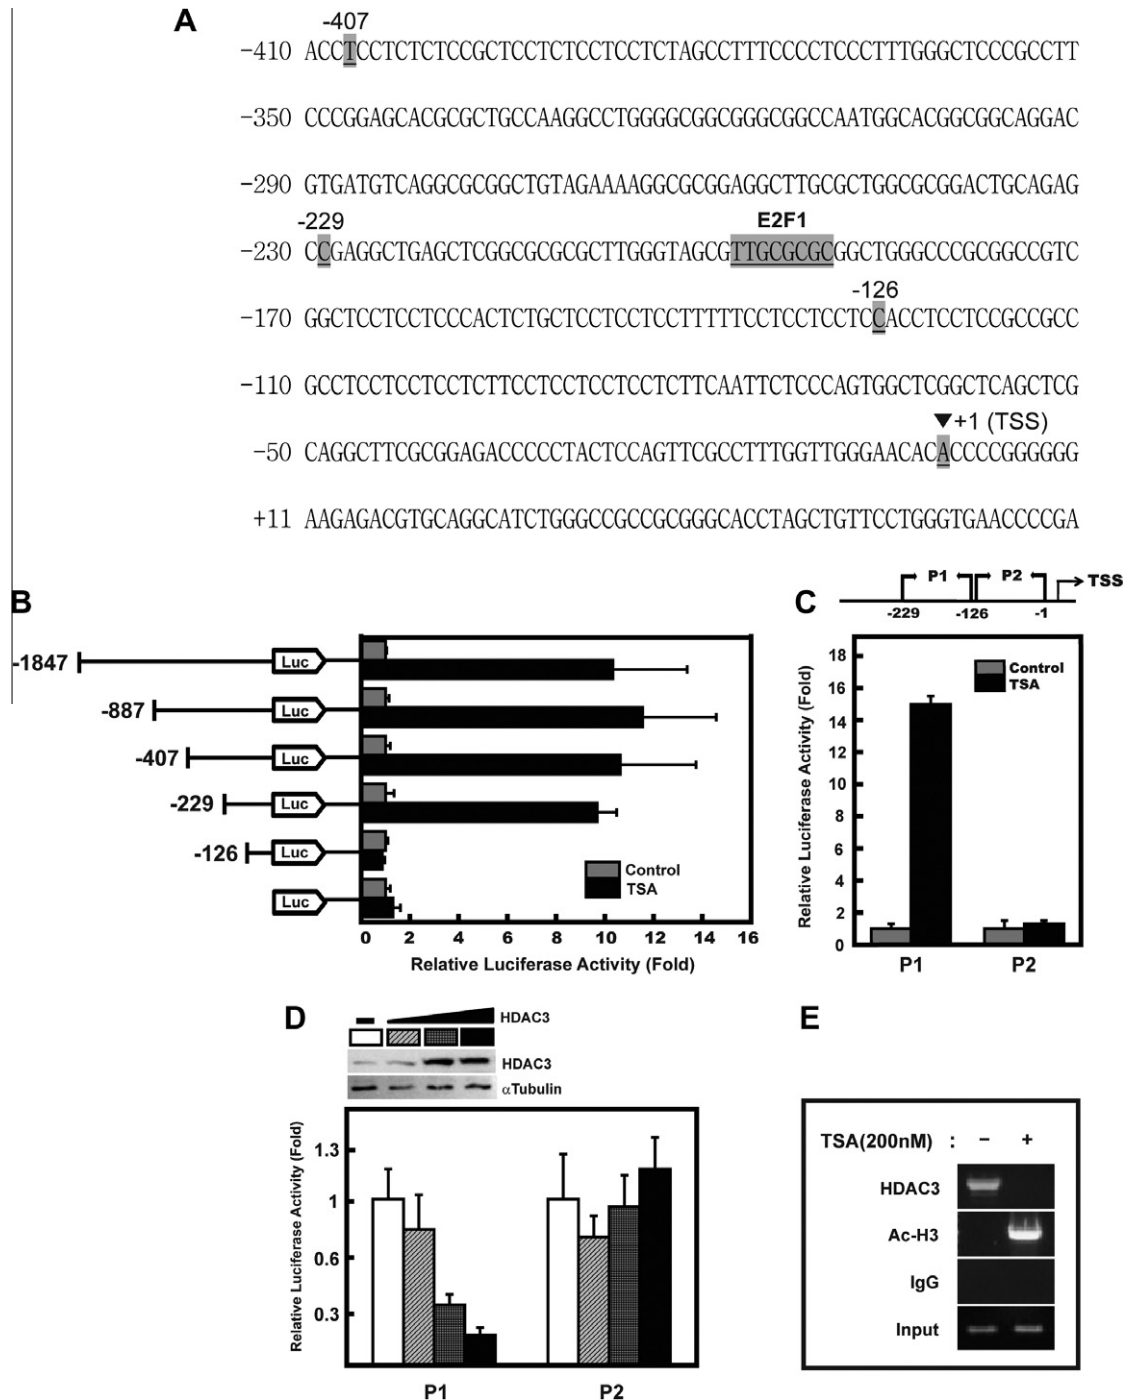 A
-407
-410 ACCTCCTCTCTCCGCTCCTCTCCTCCTCTAGCCTTTCCCCTCCCTTTGGGCTCCCGCCTT
-350 CCCGGAGCACGCGCTGCCAAGGCCTGGGGCGGCGGGCGGCCAATGGCACGGCGGCAGGAC
-290 GTGATGTCAGGCGCGGCTGTAGAAAAGGCGCGGAGGCTTGCGCTGGCGCGGACTGCAGAG
-229 E2F1
-230 CCGAGGCTGAGCTCGGCGCGCGCTTGGGTAGCGTTGCGCGCGGCTGGGCCCGCGGCCGTC
-126
-170 GGCTCCTCCTCCCACTCTGCTCCTCCTCCTTTTTCCTCCTCCTCCACCTCCTCCGCCGCC
-110 GCCTCCTCCTCCTCTTCCTCCTCCTCCTCTTCAATTCTCCCAGTGGCTCGGCTCAGCTCG
+1 (TSS)
-50 CAGGCTTCGCGGAGACCCCCTACTCCAGTTCGCCTTTGGTTGGGAACACACCCCGGGGGG
+11 AAGAGACGTGCAGGCATCTGGGCCGCCGCGGGCACCTAGCTGTTCCTGGGTGAACCCCGA
B
-1847 Luc
-887 Luc
-407 Luc
-229 Luc
-126 Luc
Luc
Control
TSA
0 2 4 6 8 10 12 14 16
Relative Luciferase Activity (Fold)
C
P1 P2 TSS
-229 -126 -1
Relative Luciferase Activity (Fold)
18
16
14
12
10
8
6
4
2
0
Control
TSA
P1 P2
D
HDAC3
HDAC3
αTubulin
Relative Luciferase Activity (Fold)
1.3
1
0.6
0.3
P1 P2
E
TSA(200nM) : − +
HDAC3
Ac-H3
IgG
Input